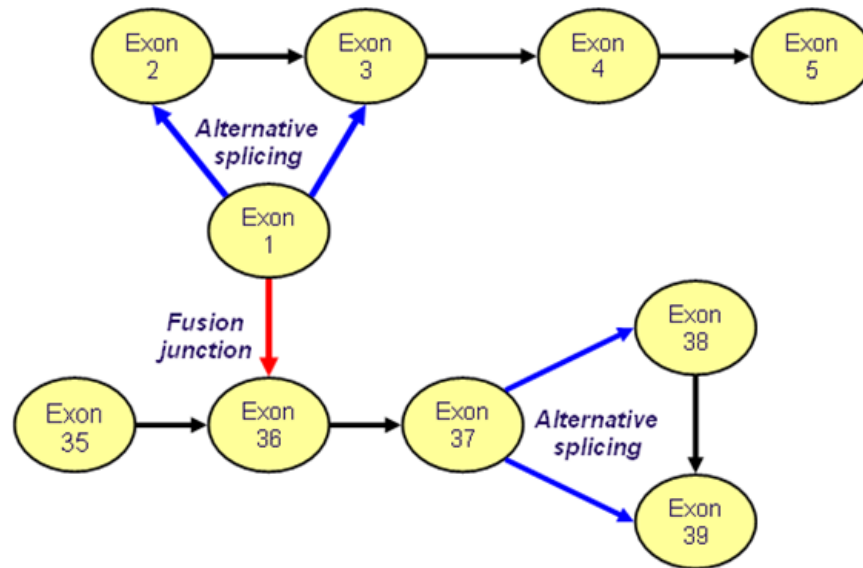 Exon
2
Exon
3
Exon
4
Exon
5
Alternative
splicing
Exon
1
Fusion
junction
Exon
38
Exon
35
Exon
36
Exon
37
Alternative
splicing
Exon
39